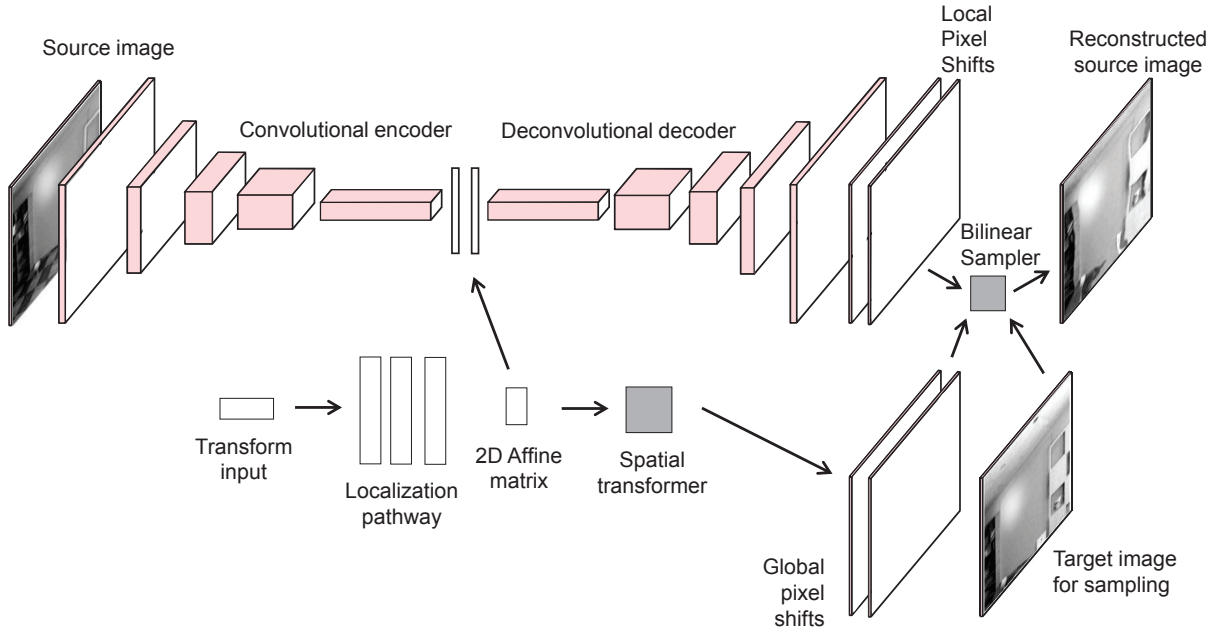 Source image
Convolutional encoder
Deconvolutional decoder
Local
Pixel
Shifts
Reconstructed
source image
Bilinear
Sampler
Transform
input
Localization
pathway
2D Affine
matrix
Spatial
transformer
Global
pixel
shifts
Target image
for sampling